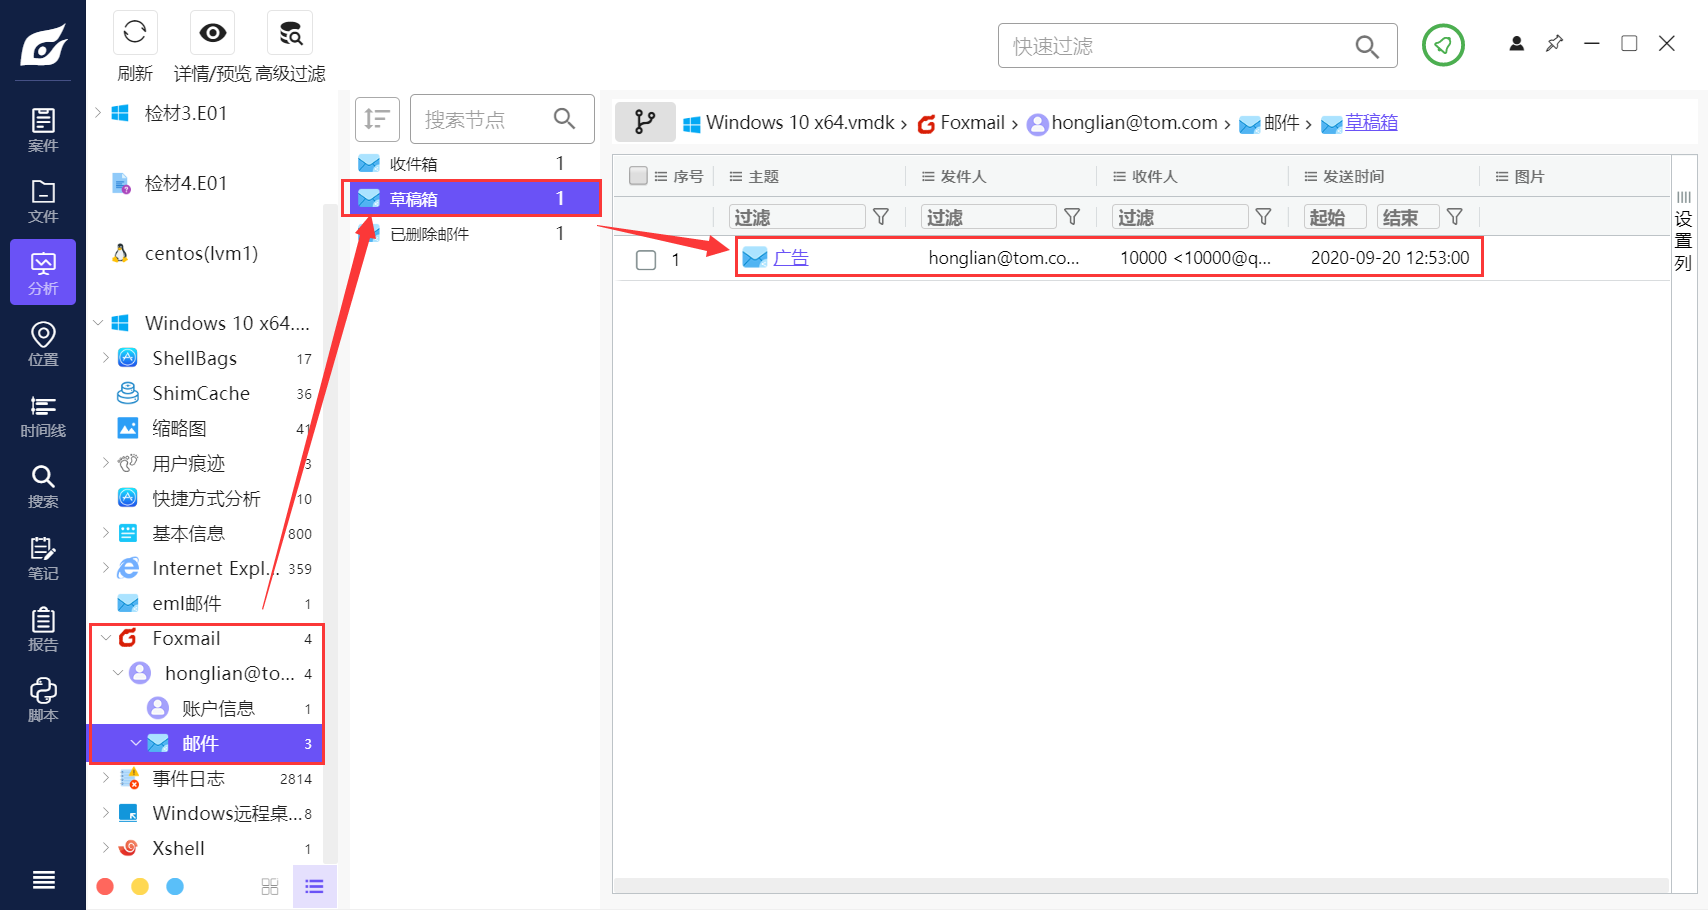 刷新
详情/预览
高级过滤
快速过滤
案件
文件
分析
位置
时间线
搜索
笔记
报告
脚本
检材3.E01
检材4.E01
centos(lvm1)
Windows 10 x64....
ShellBags 17
ShimCache 36
缩略图 41
用户痕迹 3
快捷方式分析 10
基本信息 800
Internet Expl... 359
eml邮件 1
Foxmail 4
honglian@to... 4
账户信息 1
邮件 3
事件日志 2814
Windows远程桌... 8
Xshell 1
搜索节点
收件箱 1
草稿箱 1
已删除邮件 1
Windows 10 x64.vmdk › Foxmail › honglian@tom.com › 邮件 › 草稿箱
序号 主题 发件人 收件人 发送时间 图片
过滤 过滤 过滤 起始 结束
1 广告 honglian@tom.co... 10000 <10000@q... 2020-09-20 12:53:00
设置列